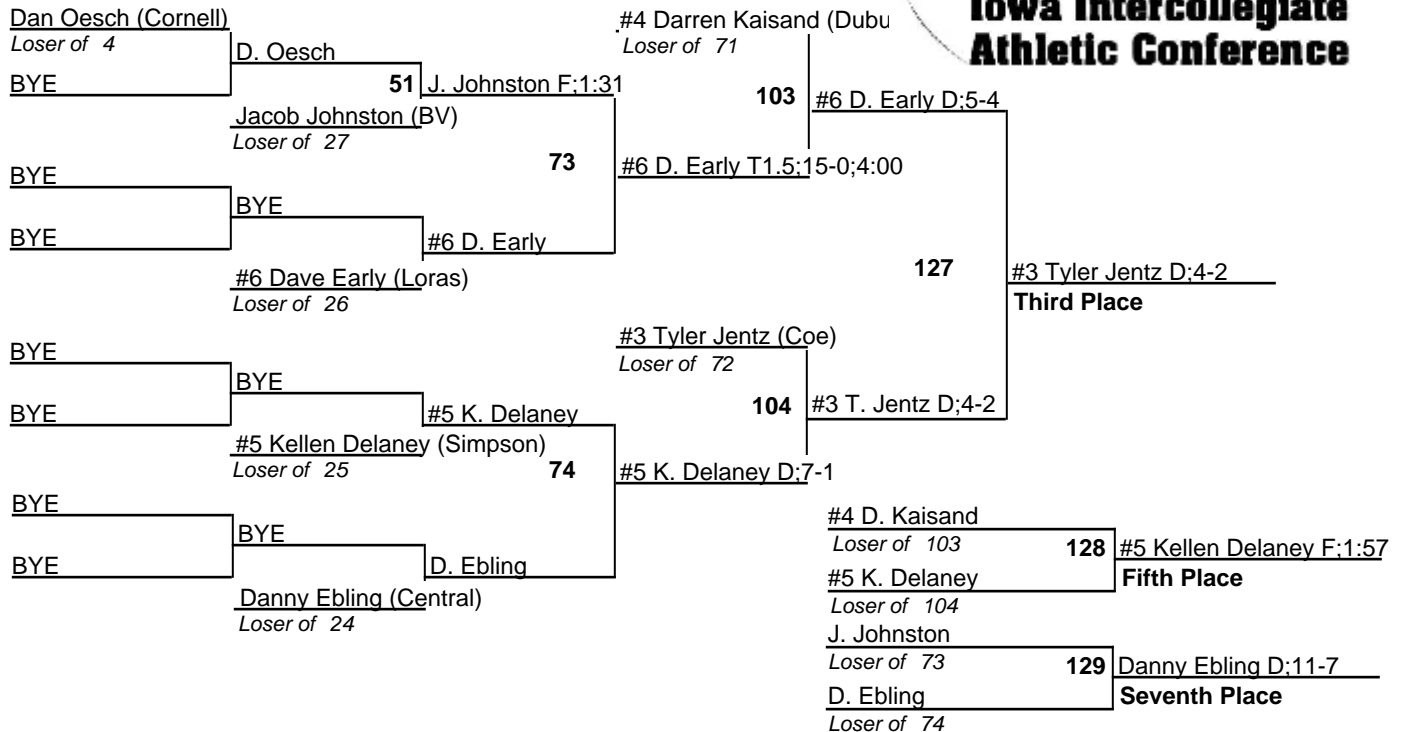 Dan Oesch (Cornell)
Loser of 4
D. Oesch
BYE
51
J. Johnston F;1:31
Jacob Johnston (BV)
Loser of 27
73
BYE
BYE
BYE
#6 D. Early
#6 Dave Early (Loras)
Loser of 26
BYE
BYE
BYE
#5 K. Delaney
#5 Kellen Delaney (Simpson)
Loser of 25
74
BYE
BYE
BYE
D. Ebling
Danny Ebling (Central)
Loser of 24
#4 Darren Kaisand (Dubu
Loser of 71
103
#6 D. Early D;5-4
#6 D. Early T1.5;15-0;4:00
127
#3 Tyler Jentz D;4-2
Third Place
#3 Tyler Jentz (Coe)
Loser of 72
104
#3 T. Jentz D;4-2
#5 K. Delaney D;7-1
#4 D. Kaisand
Loser of 103
128
#5 Kellen Delaney F;1:57
Fifth Place
#5 K. Delaney
Loser of 104
J. Johnston
Loser of 73
129
Danny Ebling D;11-7
Seventh Place
D. Ebling
Loser of 74
Iowa Intercollegiate
Athletic Conference